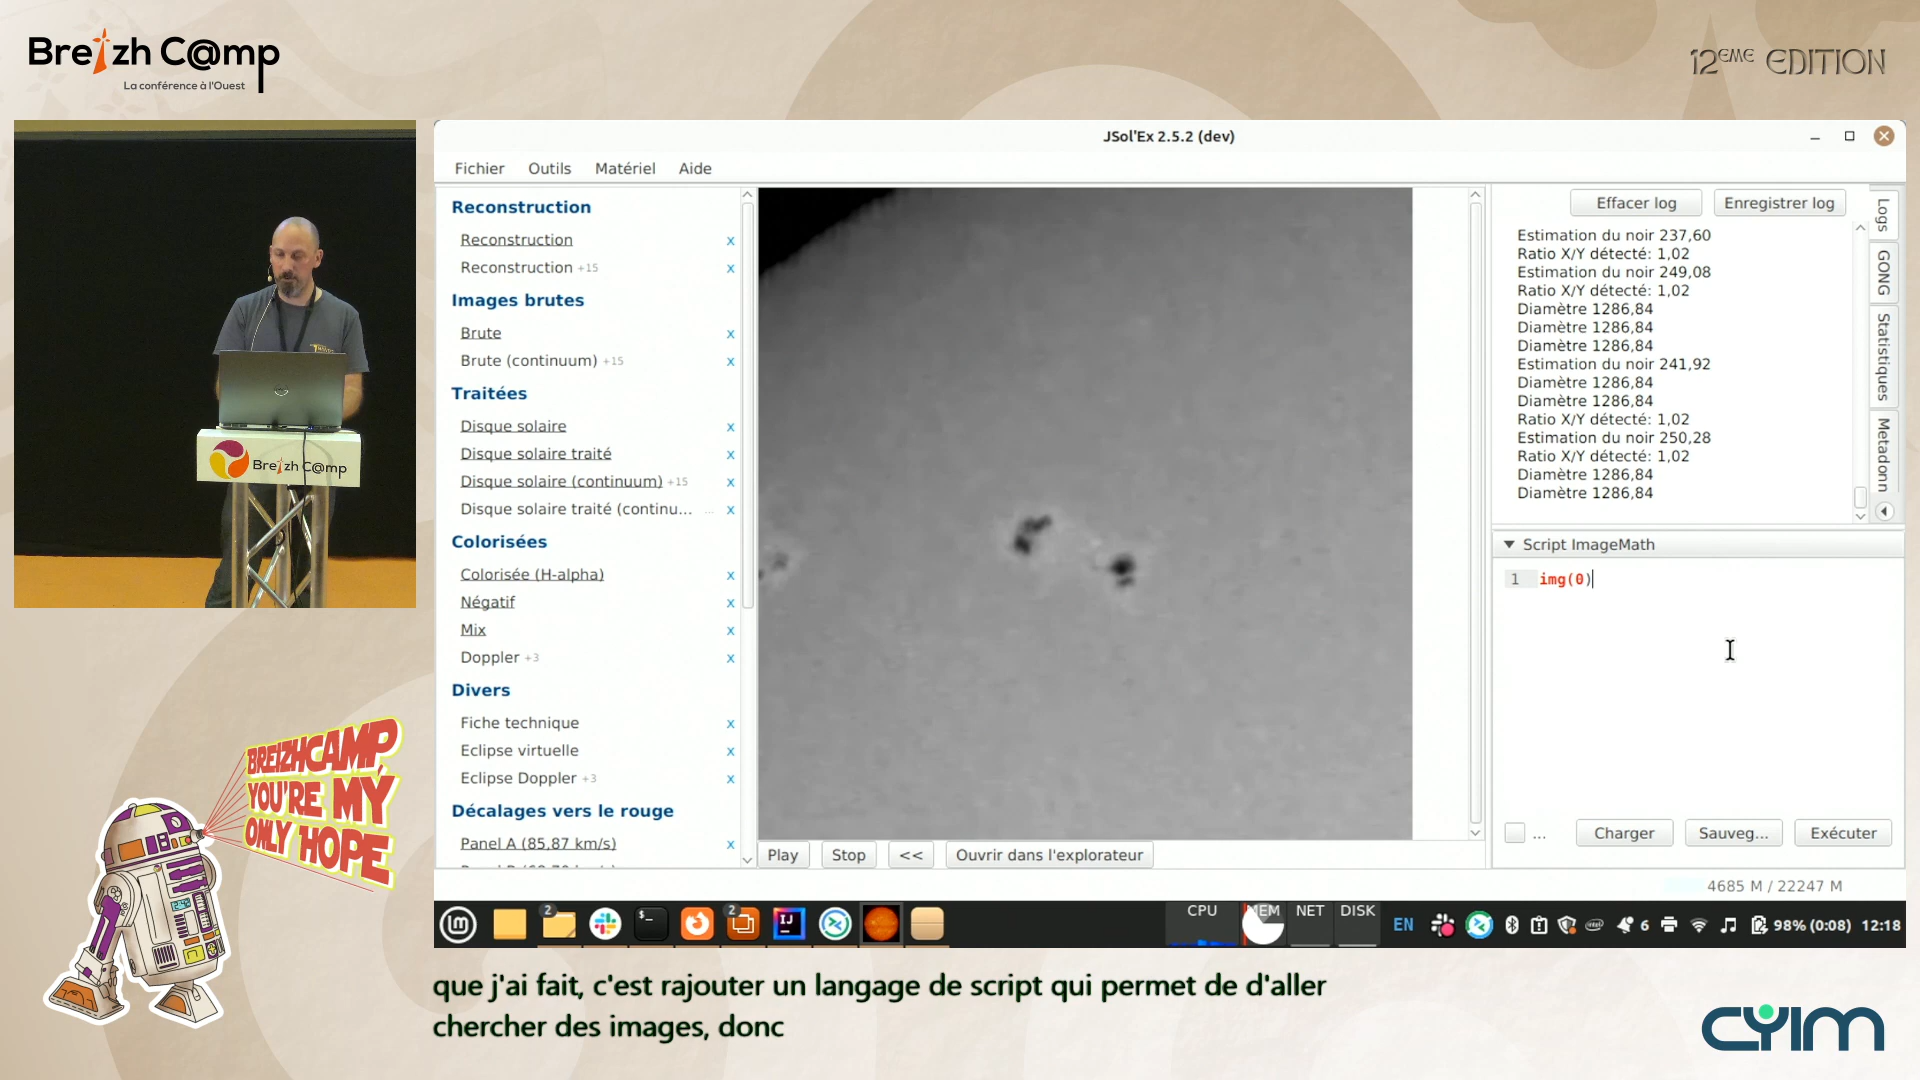 Breizh C@mp
La conférence à l'Ouest
12EME EDITION
JSol'Ex 2.5.2 (dev)
Fichier Outils Matériel Aide
Reconstruction
Reconstruction x
Reconstruction +15 x
Images brutes
Brute x
Brute (continuum) +15 x
Traitées
Disque solaire x
Disque solaire traité x
Disque solaire (continuum) +15 x
Disque solaire traité (continu... ... x
Colorisées
Colorisée (H-alpha) x
Négatif x
Mix x
Doppler +3 x
Divers
Fiche technique x
Eclipse virtuelle x
Eclipse Doppler +3 x
Décalages vers le rouge
Panel A (85,87 km/s) x
Play Stop << Ouvrir dans l'explorateur
Effacer log Enregistrer log
Estimation du noir 237,60
Ratio X/Y détecté: 1,02
Estimation du noir 249,08
Ratio X/Y détecté: 1,02
Diamètre 1286,84
Diamètre 1286,84
Diamètre 1286,84
Estimation du noir 241,92
Diamètre 1286,84
Diamètre 1286,84
Ratio X/Y détecté: 1,02
Estimation du noir 250,28
Ratio X/Y détecté: 1,02
Diamètre 1286,84
Diamètre 1286,84
Logs
GONG
Statistiques
Metadonn
Script ImageMath
1 img(0)
... Charger Sauveg... Exécuter
4685 M / 22247 M
2 $_ 2 IJ CPU MEM NET DISK EN 6 98% (0:08) 12:18
Breizh C@mp
BREIZHCAMP,
YOU'RE MY
ONLY HOPE
que j'ai fait, c'est rajouter un langage de script qui permet de d'aller
chercher des images, donc
CYIM